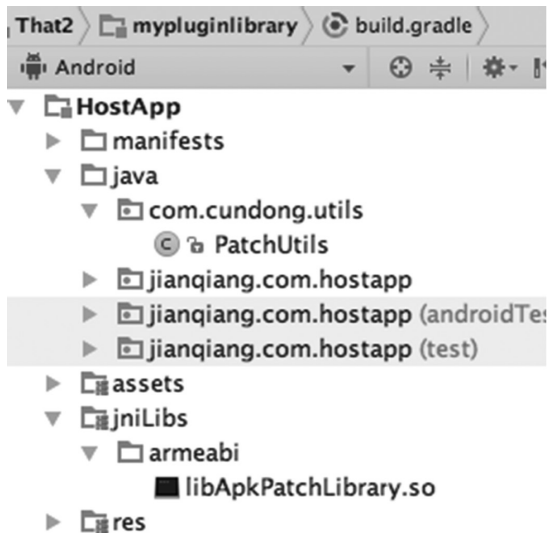 That2 mypluginlibrary build.gradle
Android
HostApp
manifests
java
com.cundong.utils
C PatchUtils
jianqiang.com.hostapp
jianqiang.com.hostapp (androidTes
jianqiang.com.hostapp (test)
assets
jniLibs
armeabi
libApkPatchLibrary.so
res